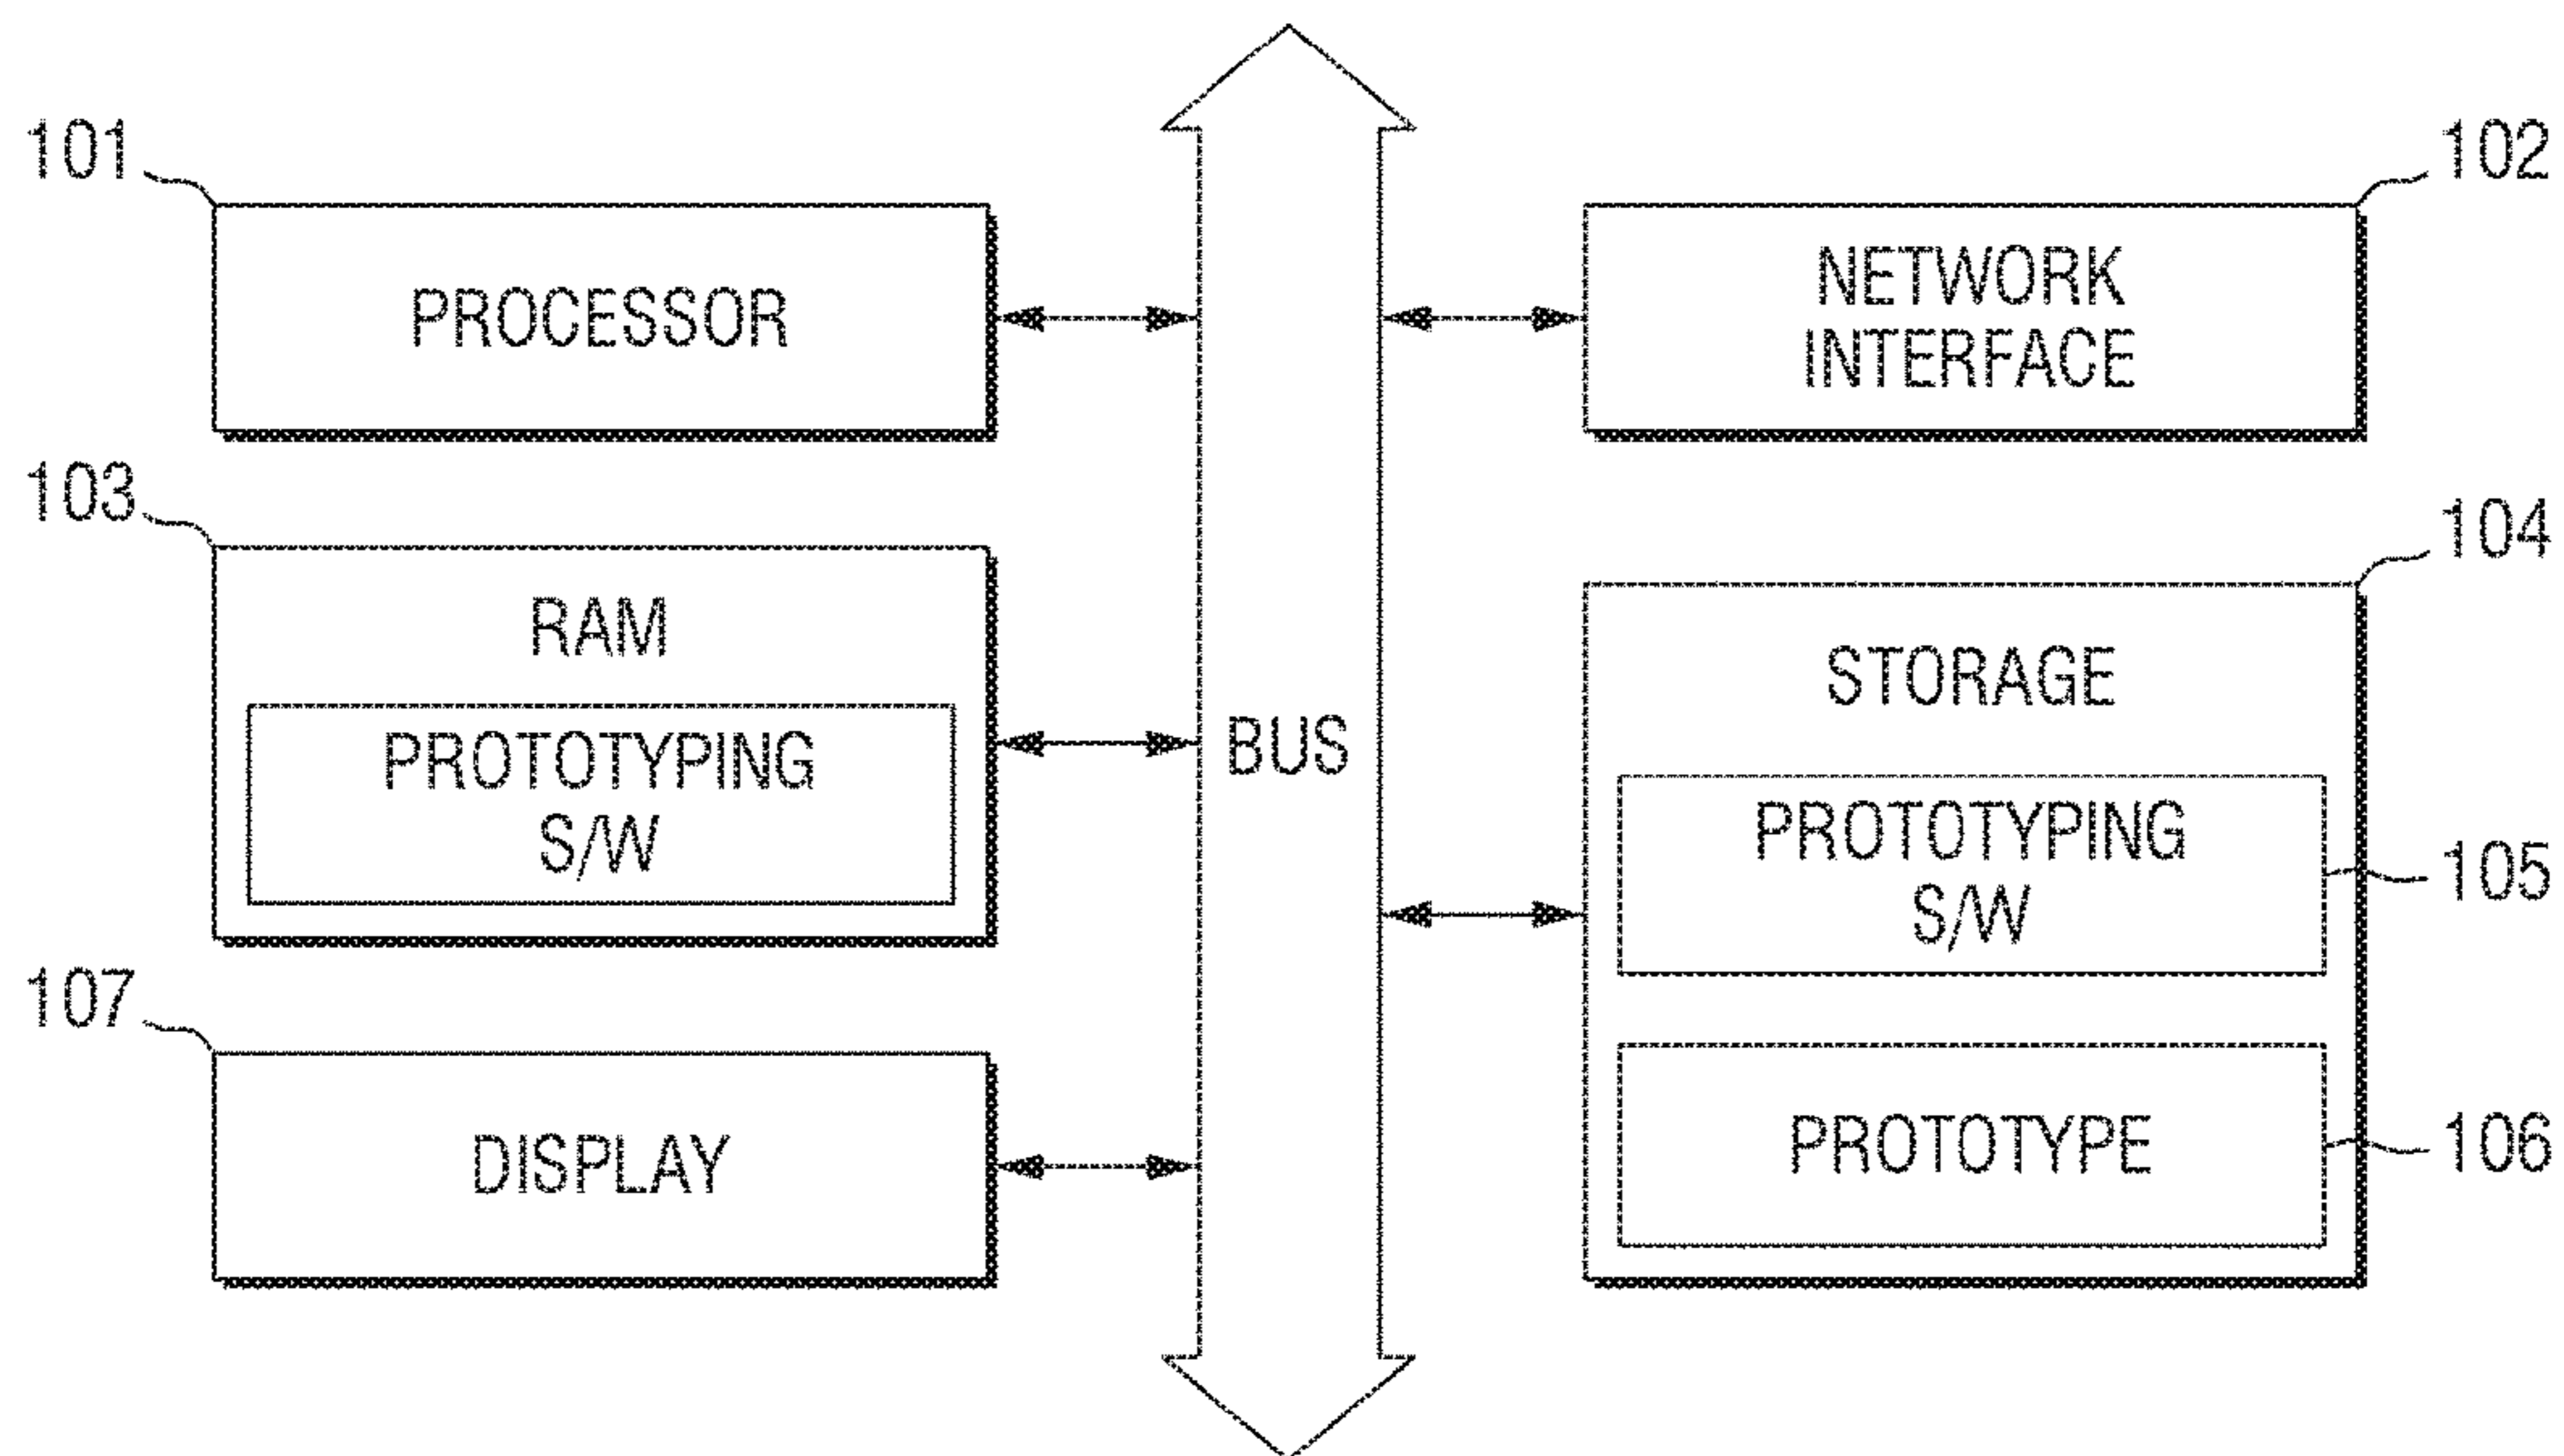 101
PROCESSOR
102
NETWORK
INTERFACE
103
RAM
PROTOTYPING
S/W
BUS
104
STORAGE
PROTOTYPING
S/W
105
107
DISPLAY
PROTOTYPE
106